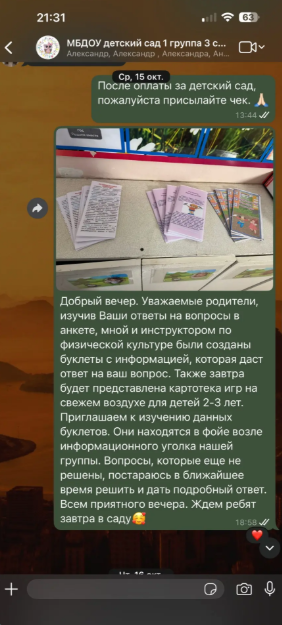 21:31
63
МБДОУ детский сад 1 группа 3 с...
Александр, Александр , Александра, Ан...
Ср, 15 окт.
После оплаты за детский сад,
пожалуйста присылайте чек. 🙏🏻
13:44
Добрый вечер. Уважаемые родители,
изучив Ваши ответы на вопросы в
анкете, мной и инструктором по
физической культуре были созданы
буклеты с информацией, которая даст
ответ на ваш вопрос. Также завтра
будет представлена картотека игр на
свежем воздухе для детей 2-3 лет.
Приглашаем к изучению данных
буклетов. Они находятся в фойе возле
информационного уголка нашей
группы. Вопросы, которые еще не
решены, постараюсь в ближайшее
время решить и дать подробный ответ.
Всем приятного вечера. Ждем ребят
завтра в саду🥰
18:58
Чт, 16 окт.